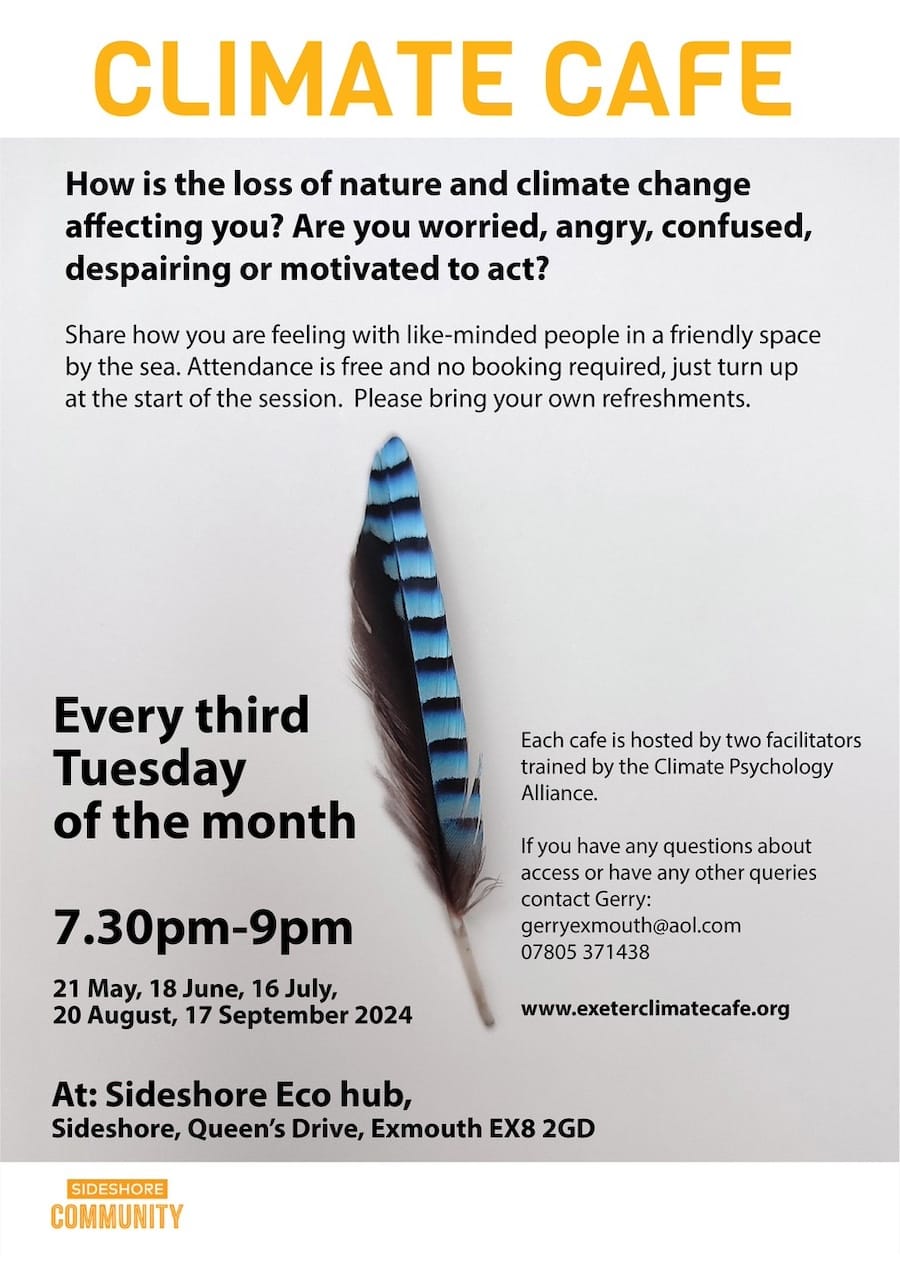 CLIMATE CAFE
How is the loss of nature and climate change
affecting you? Are you worried, angry, confused,
despairing or motivated to act?
Share how you are feeling with like-minded people in a friendly space
by the sea. Attendance is free and no booking required, just turn up
at the start of the session. Please bring your own refreshments.
Every third
Tuesday
of the month
7.30pm-9pm
21 May, 18 June, 16 July,
20 August, 17 September 2024
Each cafe is hosted by two facilitators
trained by the Climate Psychology
Alliance.
If you have any questions about
access or have any other queries
contact Gerry:
gerryexmouth@aol.com
07805 371438
www.exeterclimatecafe.org
At: Sideshore Eco hub,
Sideshore, Queen’s Drive, Exmouth EX8 2GD
SIDESHORE
COMMUNITY